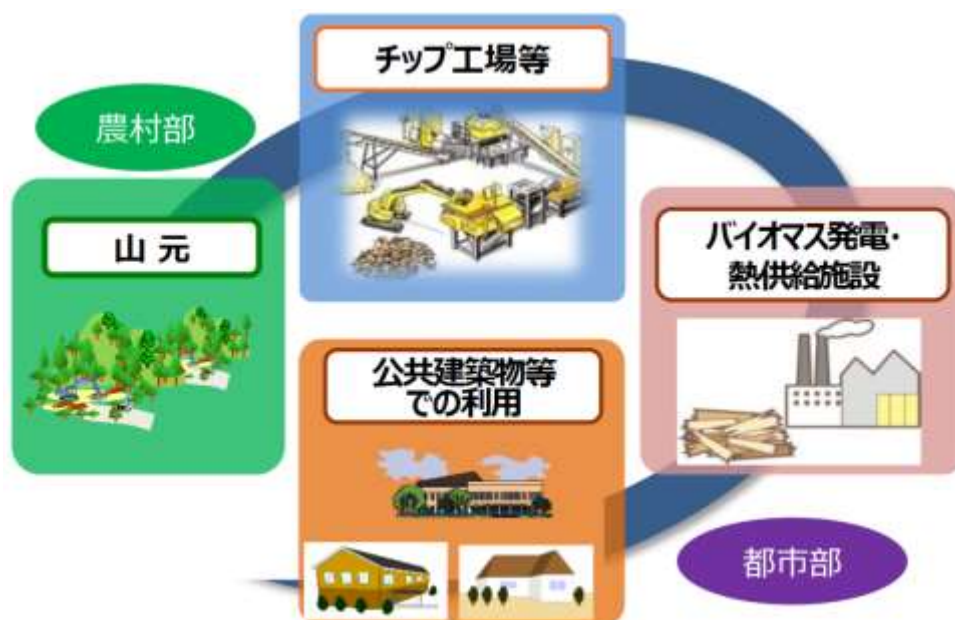 チップ工場等
農村部
山元
バイオマス発電・
熱供給施設
公共建築物等
での利用
都市部